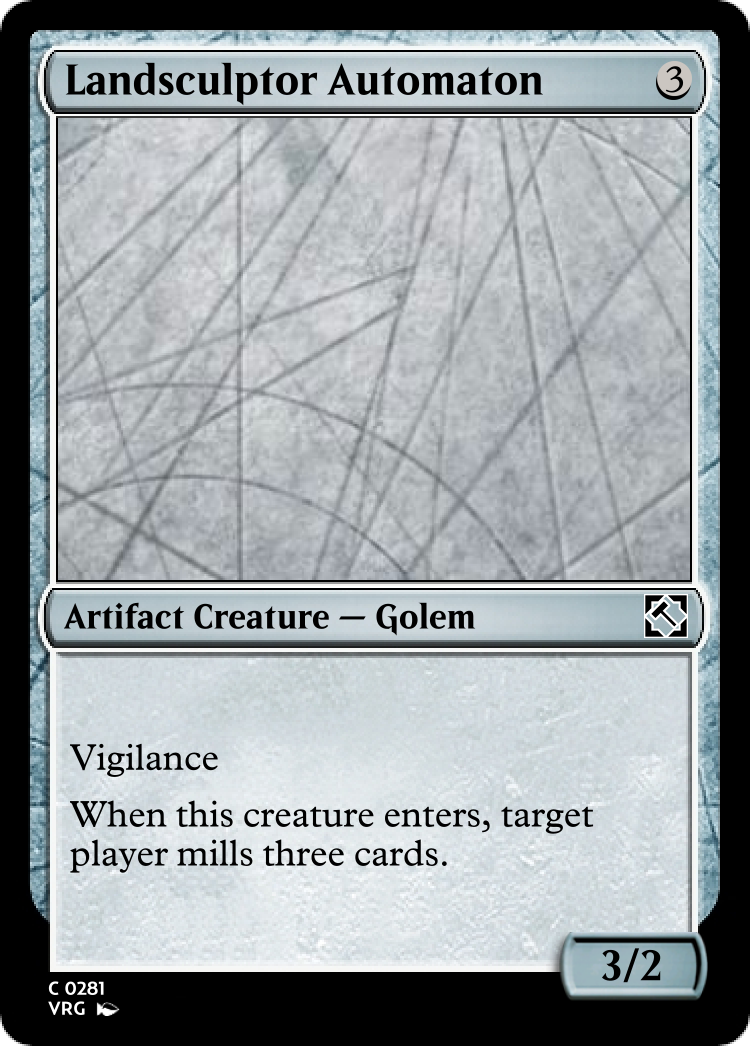 Landsculptor Automaton 3
Artifact Creature — Golem
Vigilance
When this creature enters, target
player mills three cards.
3/2
C 0281
VRG